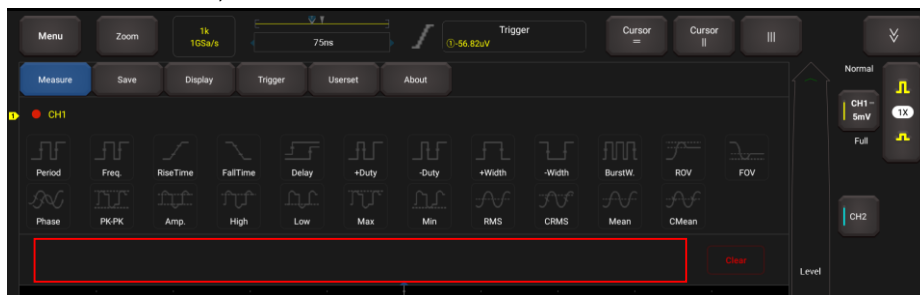 Menu
Zoom
1k
1GSa/s
75ns
Trigger
①-56.82uV
Cursor
=
Cursor
||
|||
Measure
Save
Display
Trigger
Userset
About
Normal
CH1
5mV
1X
Full
1
CH1
Period
Freq.
RiseTime
FallTime
Delay
+Duty
-Duty
+Width
-Width
BurstW.
ROV
FOV
Phase
PK-PK
Amp.
High
Low
Max
Min
RMS
CRMS
Mean
CMean
CH2
Clear
Level